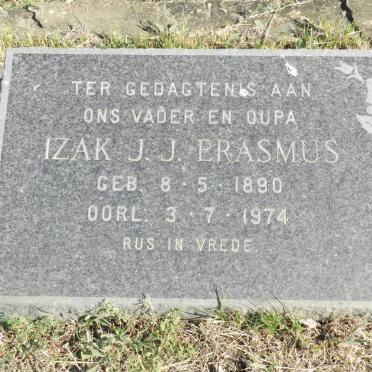 TER GEDAGTENIS AAN
ONS VADER EN OUPA
IZAK J. J. ERASMUS
GEB. 8 · 5 · 1890
OORL. 3 · 7 · 1974
RUS IN VREDE.